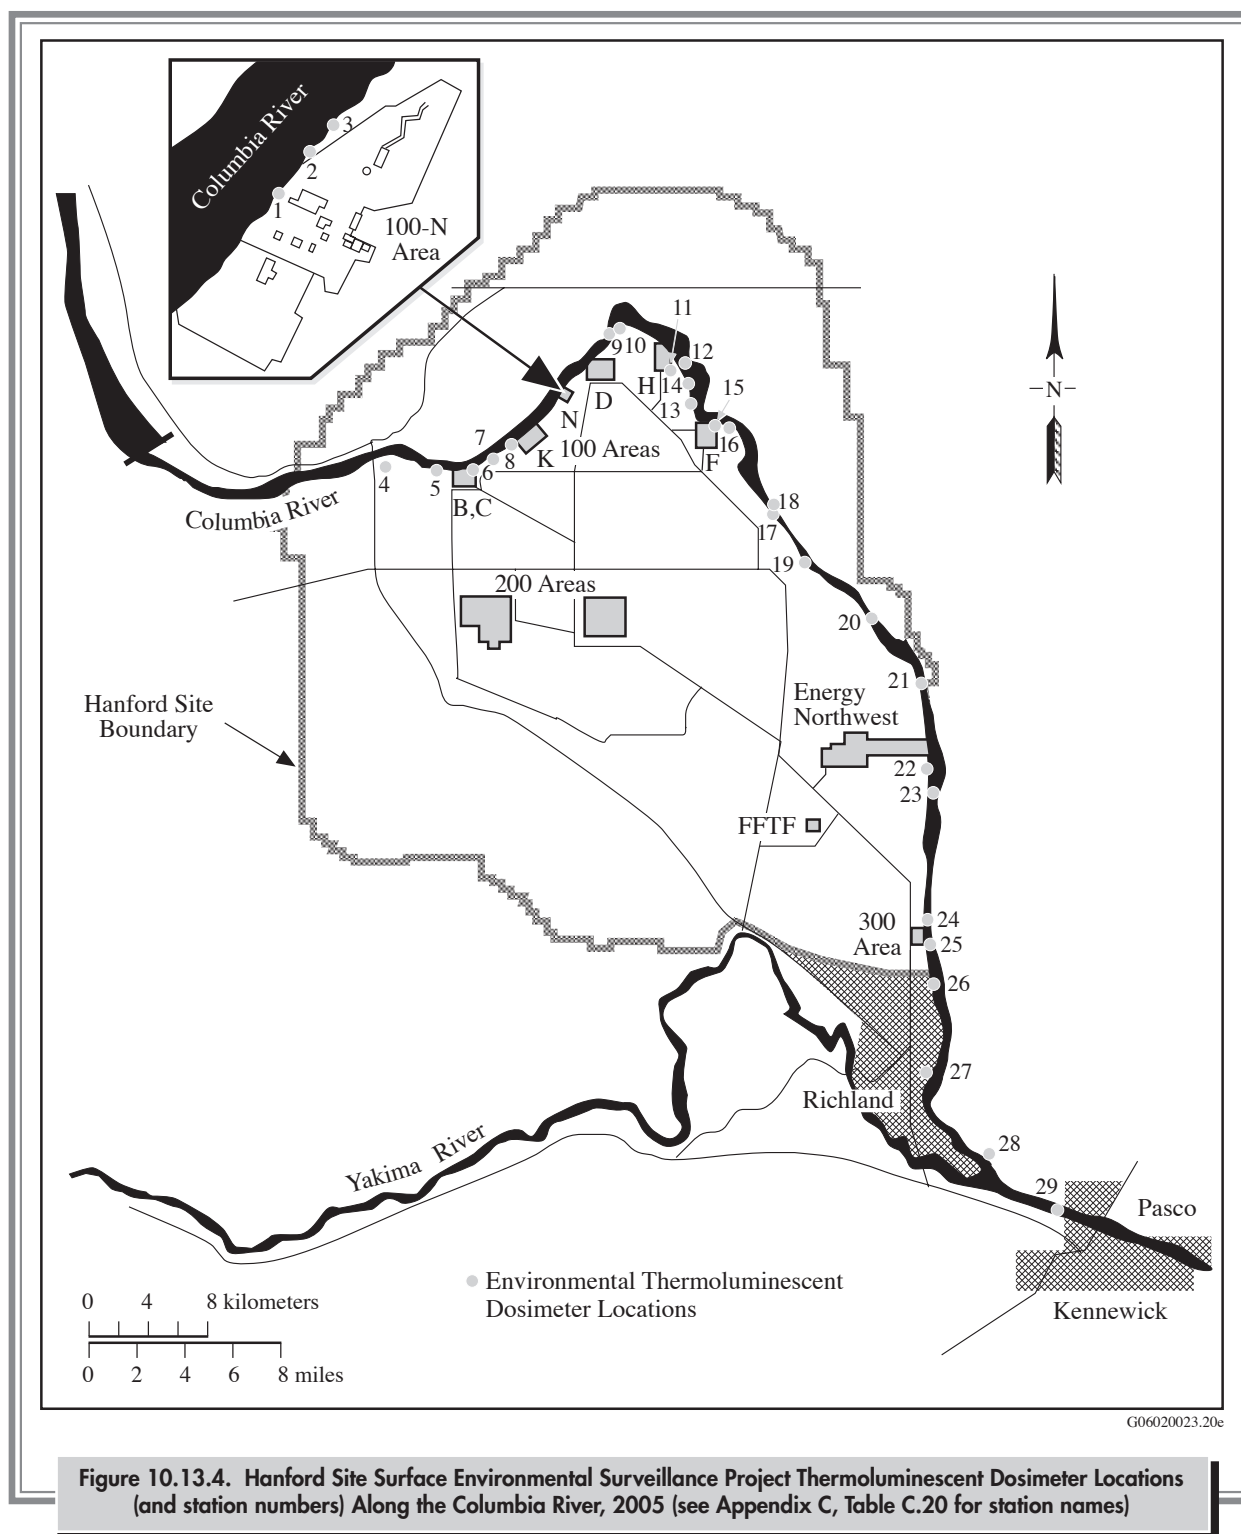 Columbia River
3
2
1
100-N
Area
11
9
10
12
H
14
13
15
16
D
N
7
8
K
100 Areas
F
4
5
6
B,C
Columbia River
18
17
19
200 Areas
20
21
Hanford Site
Boundary
Energy
Northwest
22
23
FFTF
24
300
Area
25
26
27
Richland
28
29
Yakima River
Pasco
Kennewick
–N–
Environmental Thermoluminescent
Dosimeter Locations
0 4 8 kilometers
0 2 4 6 8 miles
G06020023.20e
Figure 10.13.4. Hanford Site Surface Environmental Surveillance Project Thermoluminescent Dosimeter Locations
(and station numbers) Along the Columbia River, 2005 (see Appendix C, Table C.20 for station names)